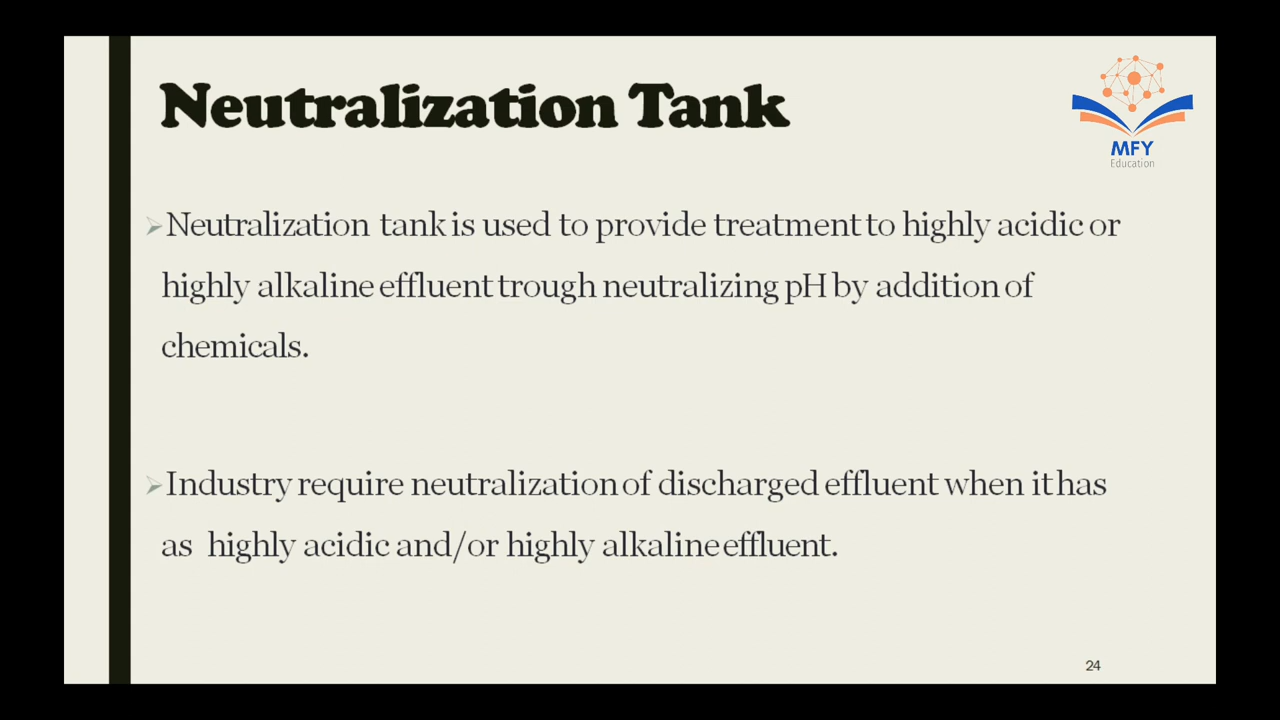 Neutralization Tank
MFY
Education
➢Neutralization tank is used to provide treatment to highly acidic or
highly alkaline effluent trough neutralizing pH by addition of
chemicals.
➢Industry require neutralization of discharged effluent when it has
as highly acidic and/or highly alkaline effluent.
24